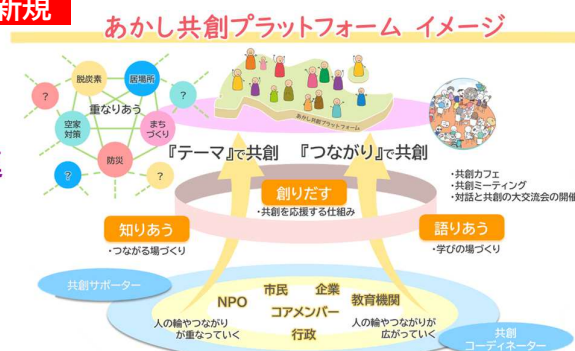 新規
あかし共創プラットフォーム イメージ
脱炭素
居場所
?
?
重なりあう
空家
対策
まち
づくり
防災
?
?
あかし共創プラットフォーム
『テーマ』で共創
『つながり』で共創
・共創カフェ
・共創ミーティング
・対話と共創の大交流会の開催
創りだす
・共創を応援する仕組み
知りあう
・つながる場づくり
語りあう
・学びの場づくり
共創サポーター
NPO
市民
企業
教育機関
コアメンバー
行政
人の輪やつながり
が重なっていく
人の輪やつながりが
広がっていく
共創
コーディネーター